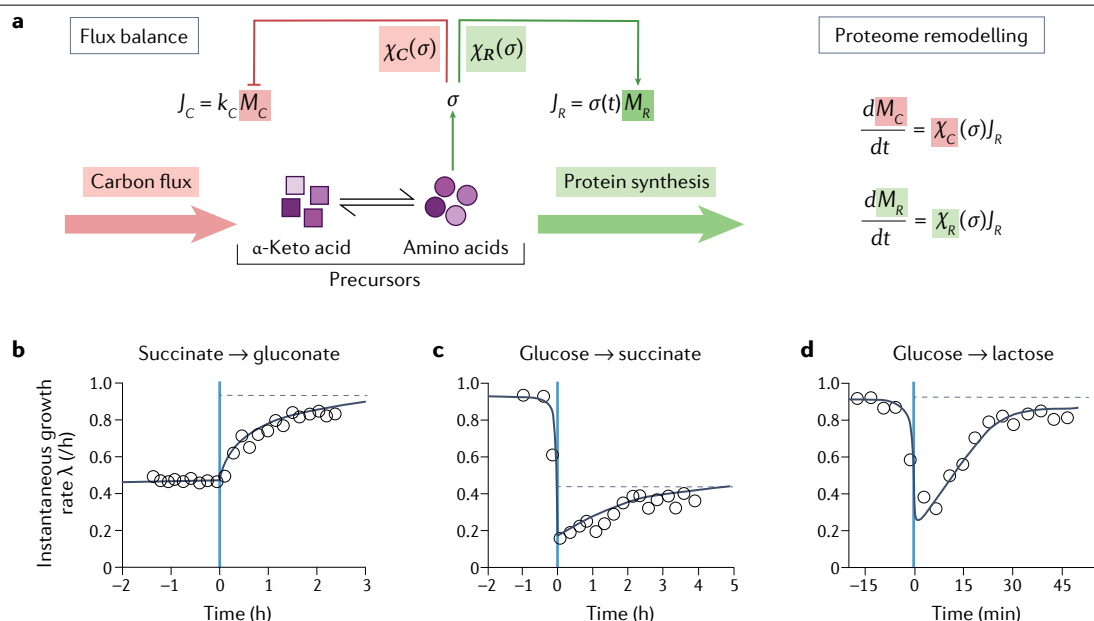 a
Flux balance
χC(σ)
χR(σ)
Proteome remodelling
JC = kC MC
σ
JR = σ(t) MR
dMC/dt = χC(σ)JR
Carbon flux
Protein synthesis
dMR/dt = χR(σ)JR
α-Keto acid
Amino acids
Precursors
b
Succinate → gluconate
Instantaneous growth
rate λ (/h)
1.0
0.8
0.6
0.4
0.2
0
−2
−1
0
1
2
3
Time (h)
c
Glucose → succinate
1.0
0.8
0.6
0.4
0.2
0
−2
−1
0
1
2
3
4
5
Time (h)
d
Glucose → lactose
1.0
0.8
0.6
0.4
0.2
0
−15
0
15
30
45
Time (min)